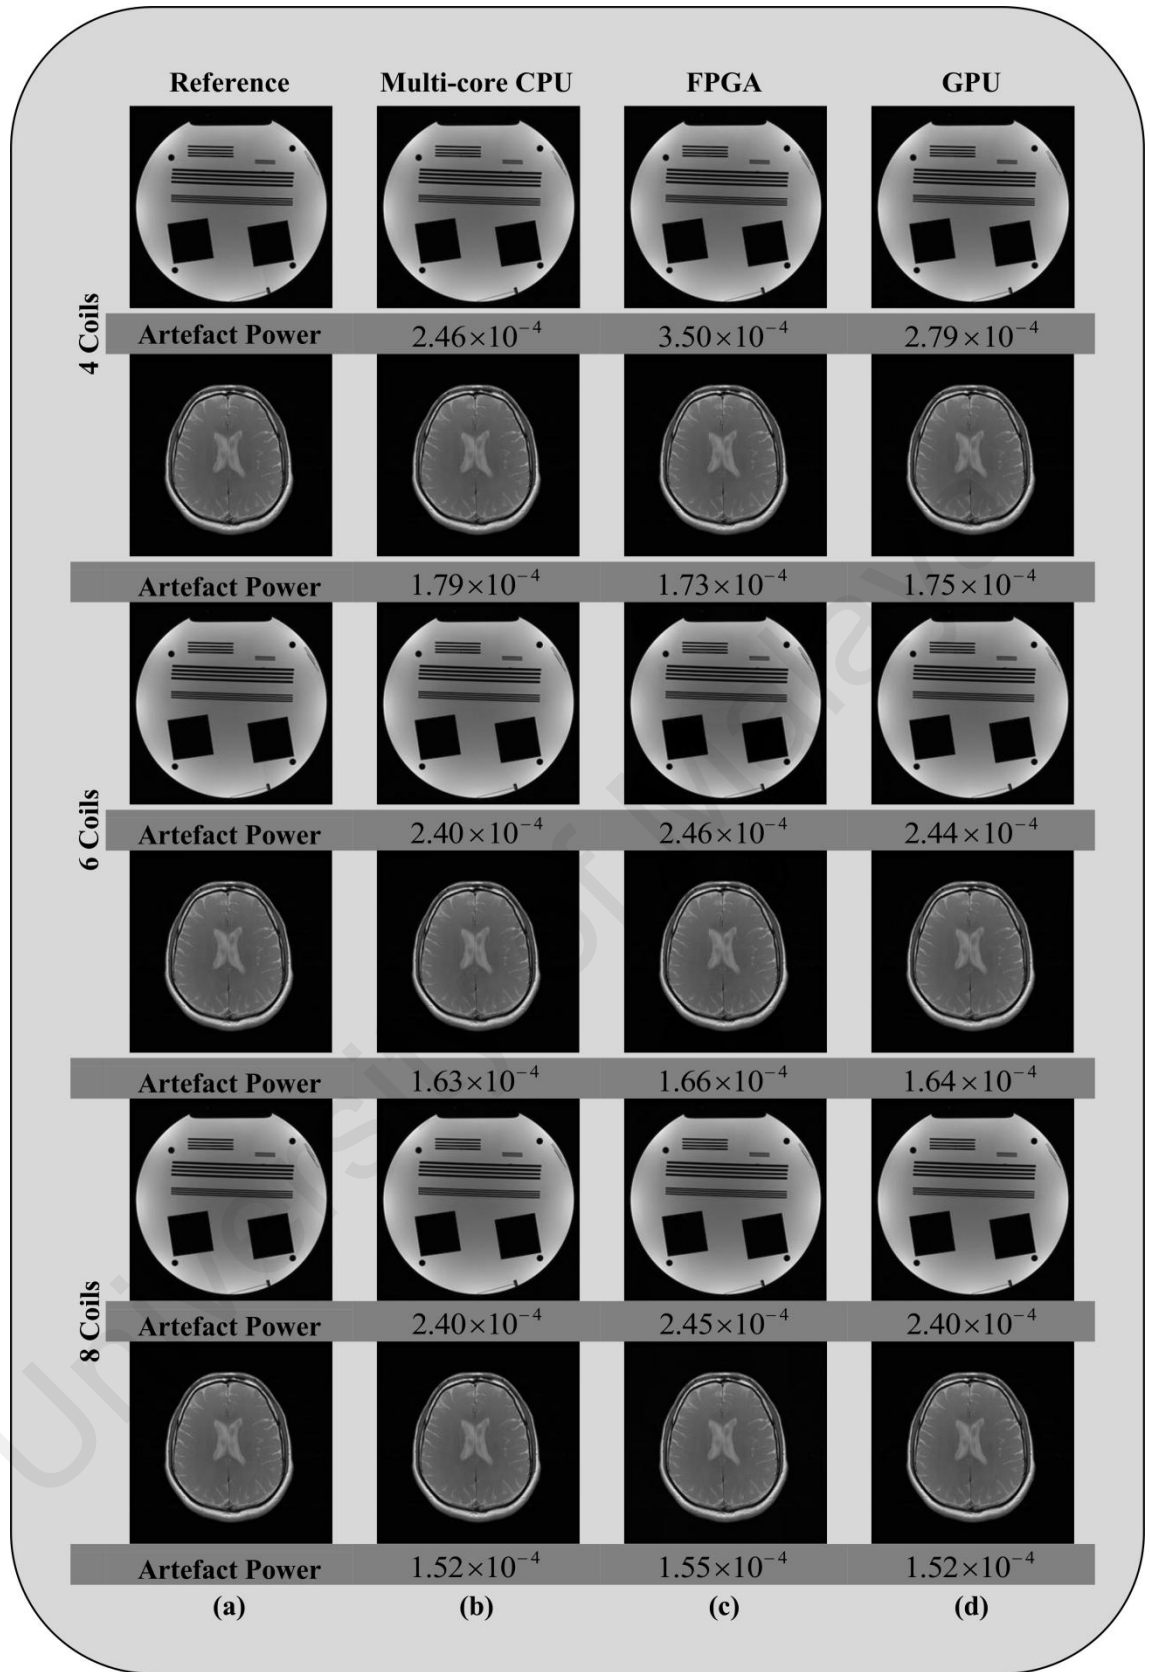 Reference Multi-core CPU FPGA GPU
4 Coils
Artefact Power 2.46×10⁻⁴ 3.50×10⁻⁴ 2.79×10⁻⁴
Artefact Power 1.79×10⁻⁴ 1.73×10⁻⁴ 1.75×10⁻⁴
6 Coils
Artefact Power 2.40×10⁻⁴ 2.46×10⁻⁴ 2.44×10⁻⁴
Artefact Power 1.63×10⁻⁴ 1.66×10⁻⁴ 1.64×10⁻⁴
8 Coils
Artefact Power 2.40×10⁻⁴ 2.45×10⁻⁴ 2.40×10⁻⁴
Artefact Power 1.52×10⁻⁴ 1.55×10⁻⁴ 1.52×10⁻⁴
(a) (b) (c) (d)
University of Malaya